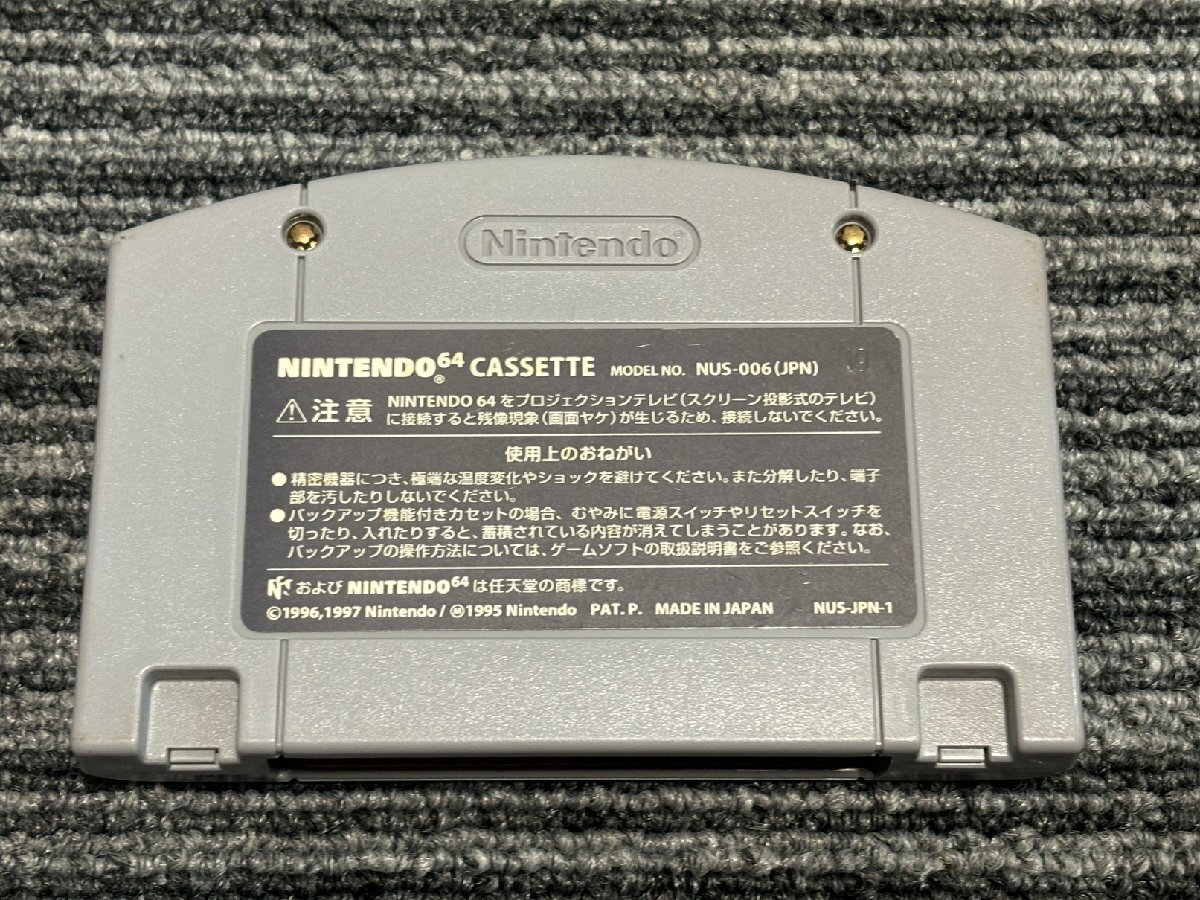 Nintendo®
NINTENDO64® CASSETTE MODEL NO. NUS-006(JPN)
⚠注意 NINTENDO 64をプロジェクションテレビ(スクリーン投影式のテレビ)
に接続すると残像現象(画面ヤケ)が生じるため、接続しないでください。
使用上のおねがい
●精密機器につき、極端な温度変化やショックを避けてください。また分解したり、端子
部を汚したりしないでください。
●バックアップ機能付きカセットの場合、むやみに電源スイッチやリセットスイッチを
切ったり、入れたりすると、蓄積されている内容が消えてしまうことがあります。なお、
バックアップの操作方法については、ゲームソフトの取扱説明書をご参照ください。
および NINTENDO64 は任天堂の商標です。
©1996,1997 Nintendo / Ⓜ1995 Nintendo PAT. P. MADE IN JAPAN NUS-JPN-1